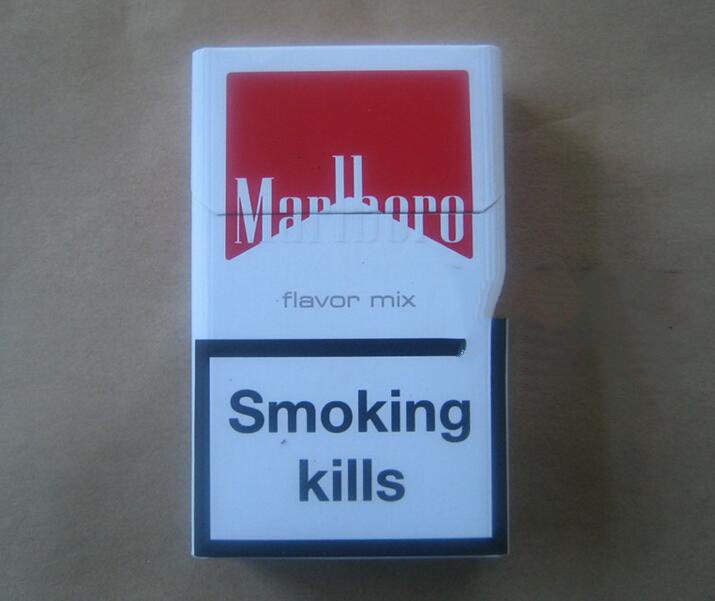 Marlboro
flavor mix
Smoking
kills